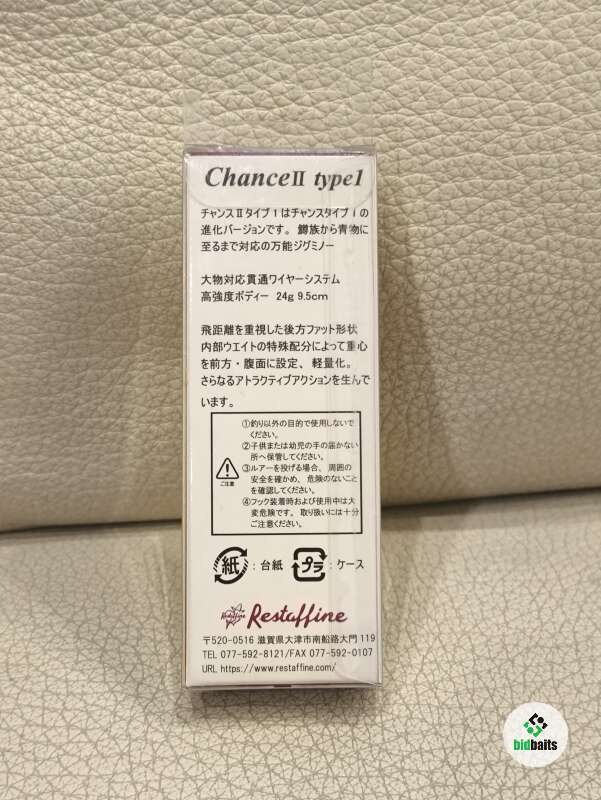 ChanceⅡ type1
チャンスⅡタイプ1はチャンスタイプ1の
進化バージョンです。鱒族から青物に
至るまで対応の万能ジグミノー
大物対応貫通ワイヤーシステム
高強度ボディー 24g 9.5cm
飛距離を重視した後方ファット形状
内部ウエイトの特殊配分によって重心
を前方・腹面に設定、軽量化。
さらなるアトラクティブアクションを生んで
います。
ご注意
①釣り以外の目的で使用しないで
ください。
②子供または幼児の手の届かない
所へ保管してください。
③ルアーを投げる場合、周囲の
安全を確かめ、危険のないこと
を確認してください。
④フック装着時および使用中は大
変危険です。取り扱いには十分
ご注意ください。
紙:台紙 プラ:ケース
Restaffine Restaffine
〒520-0516 滋賀県大津市南船路大門 119
TEL 077-592-8121/FAX 077-592-0107
URL https://www.restaffine.com/
bidbaits